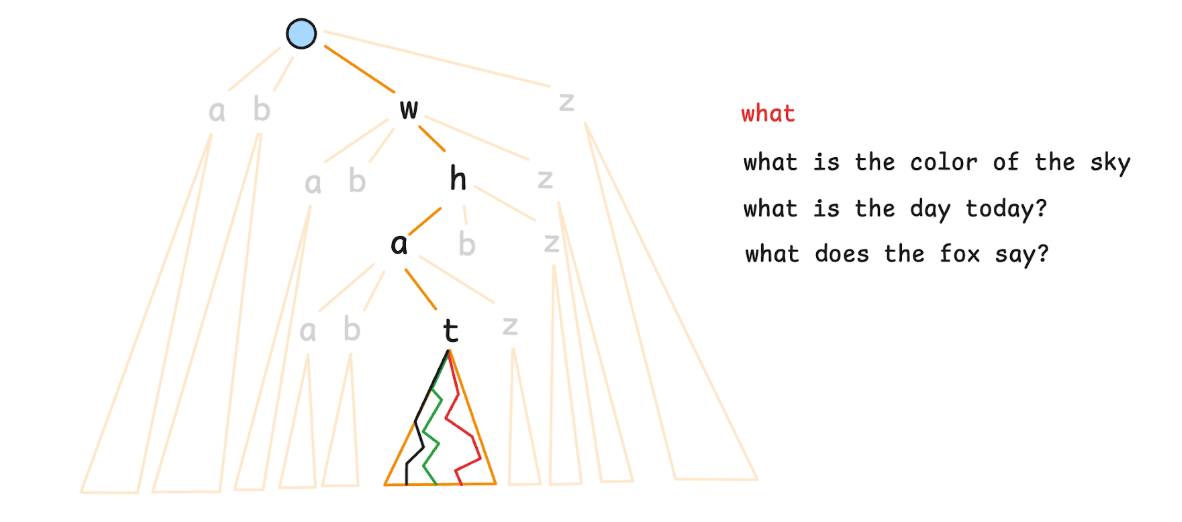 a b w z
a b h z
a b z
a b t z
what
what is the color of the sky
what is the day today?
what does the fox say?